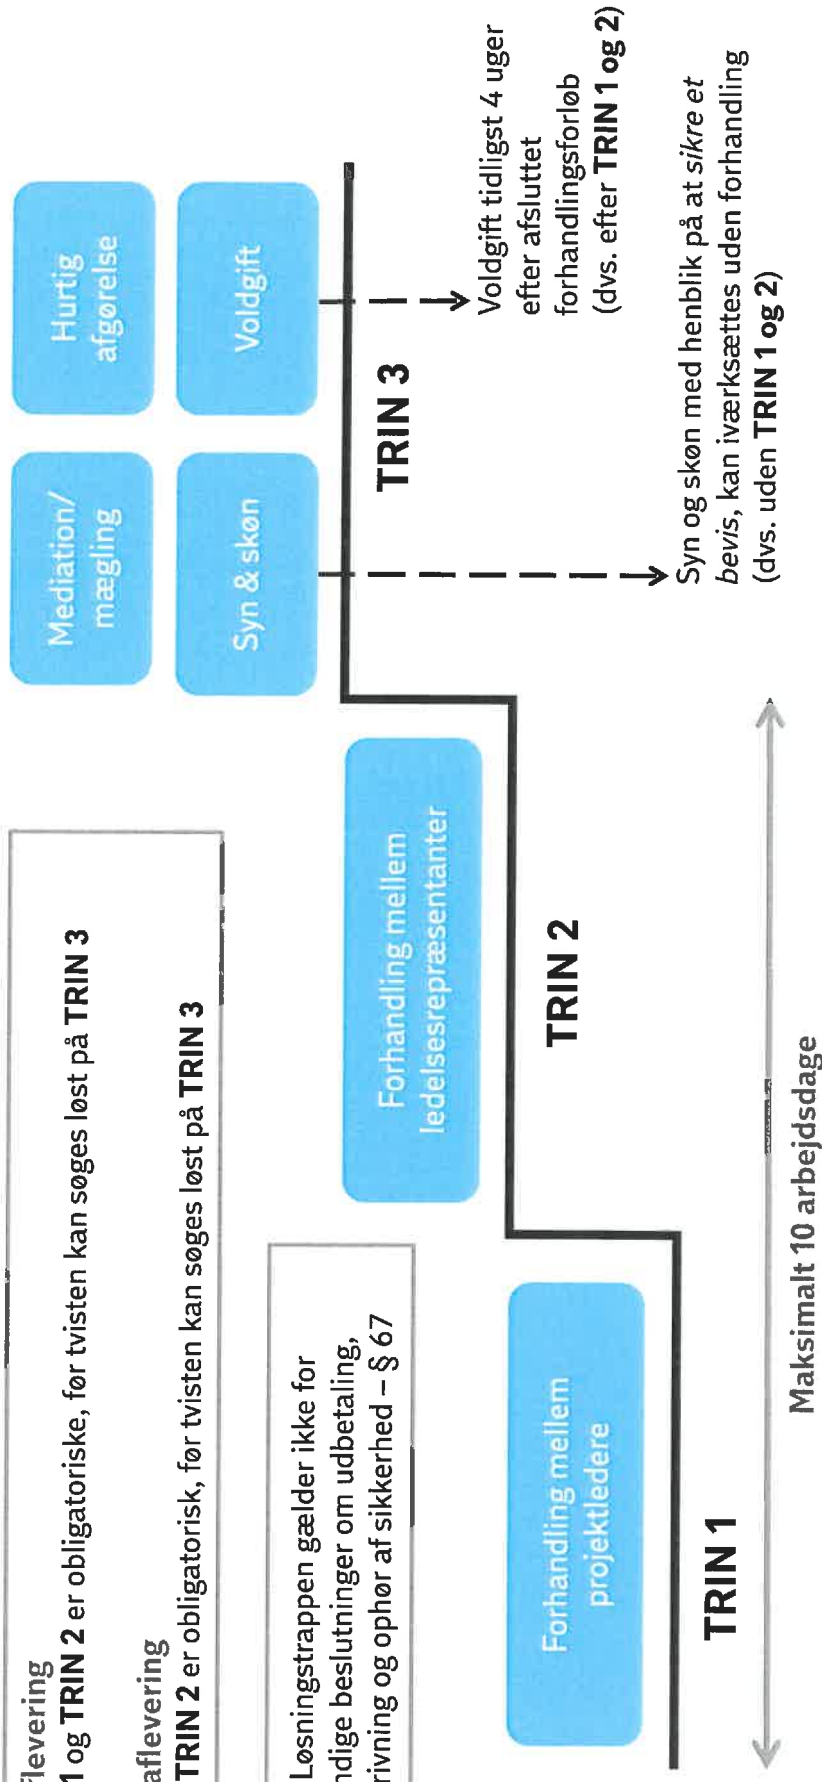 flevering
1 og TRIN 2 er obligatoriske, før tvisten kan søges løst på TRIN 3
aflevering
TRIN 2 er obligatorisk, før tvisten kan søges løst på TRIN 3
Løsningstrappen gælder ikke for
ndige beslutninger om udbetaling,
rivning og ophør af sikkerhed – § 67
Forhandling mellem
projektledere
TRIN 1
Forhandling mellem
ledelsesrepræsentanter
TRIN 2
Mediation/
mægling
Hurtig
afgørelse
Syn & skøn
Voldgift
TRIN 3
Voldgift tidligst 4 uger
efter afsluttet
forhandlingsforløb
(dvs. efter TRIN 1 og 2)
Syn og skøn med henblik på at sikre et
bevis, kan iværksættes uden forhandling
(dvs. uden TRIN 1 og 2)
Maksimalt 10 arbejdsdage